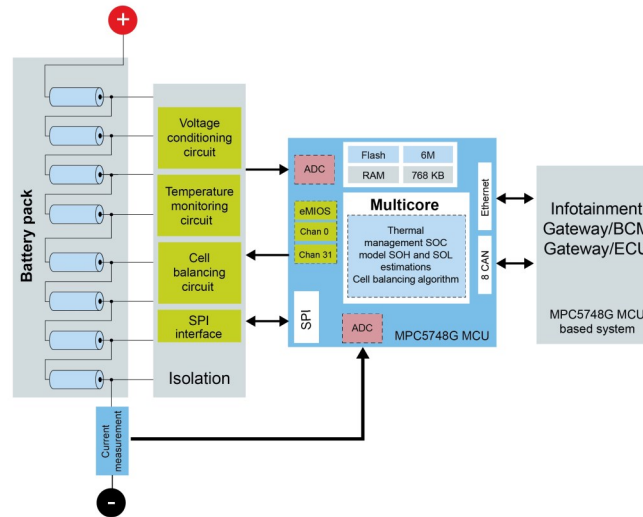 +
Battery pack
Voltage
conditioning
circuit
Temperature
monitoring
circuit
Cell
balancing
circuit
SPI
interface
Isolation
Current
measurement
-
ADC
Flash
6M
RAM
768 KB
eMIOS
Chan 0
Chan 31
Multicore
Thermal
management SOC
model SOH and SOL
estimations
Cell balancing algorithm
SPI
ADC
MPC5748G MCU
Ethernet
8 CAN
Infotainment
Gateway/BCM
Gateway/ECU
MPC5748G MCU
based system